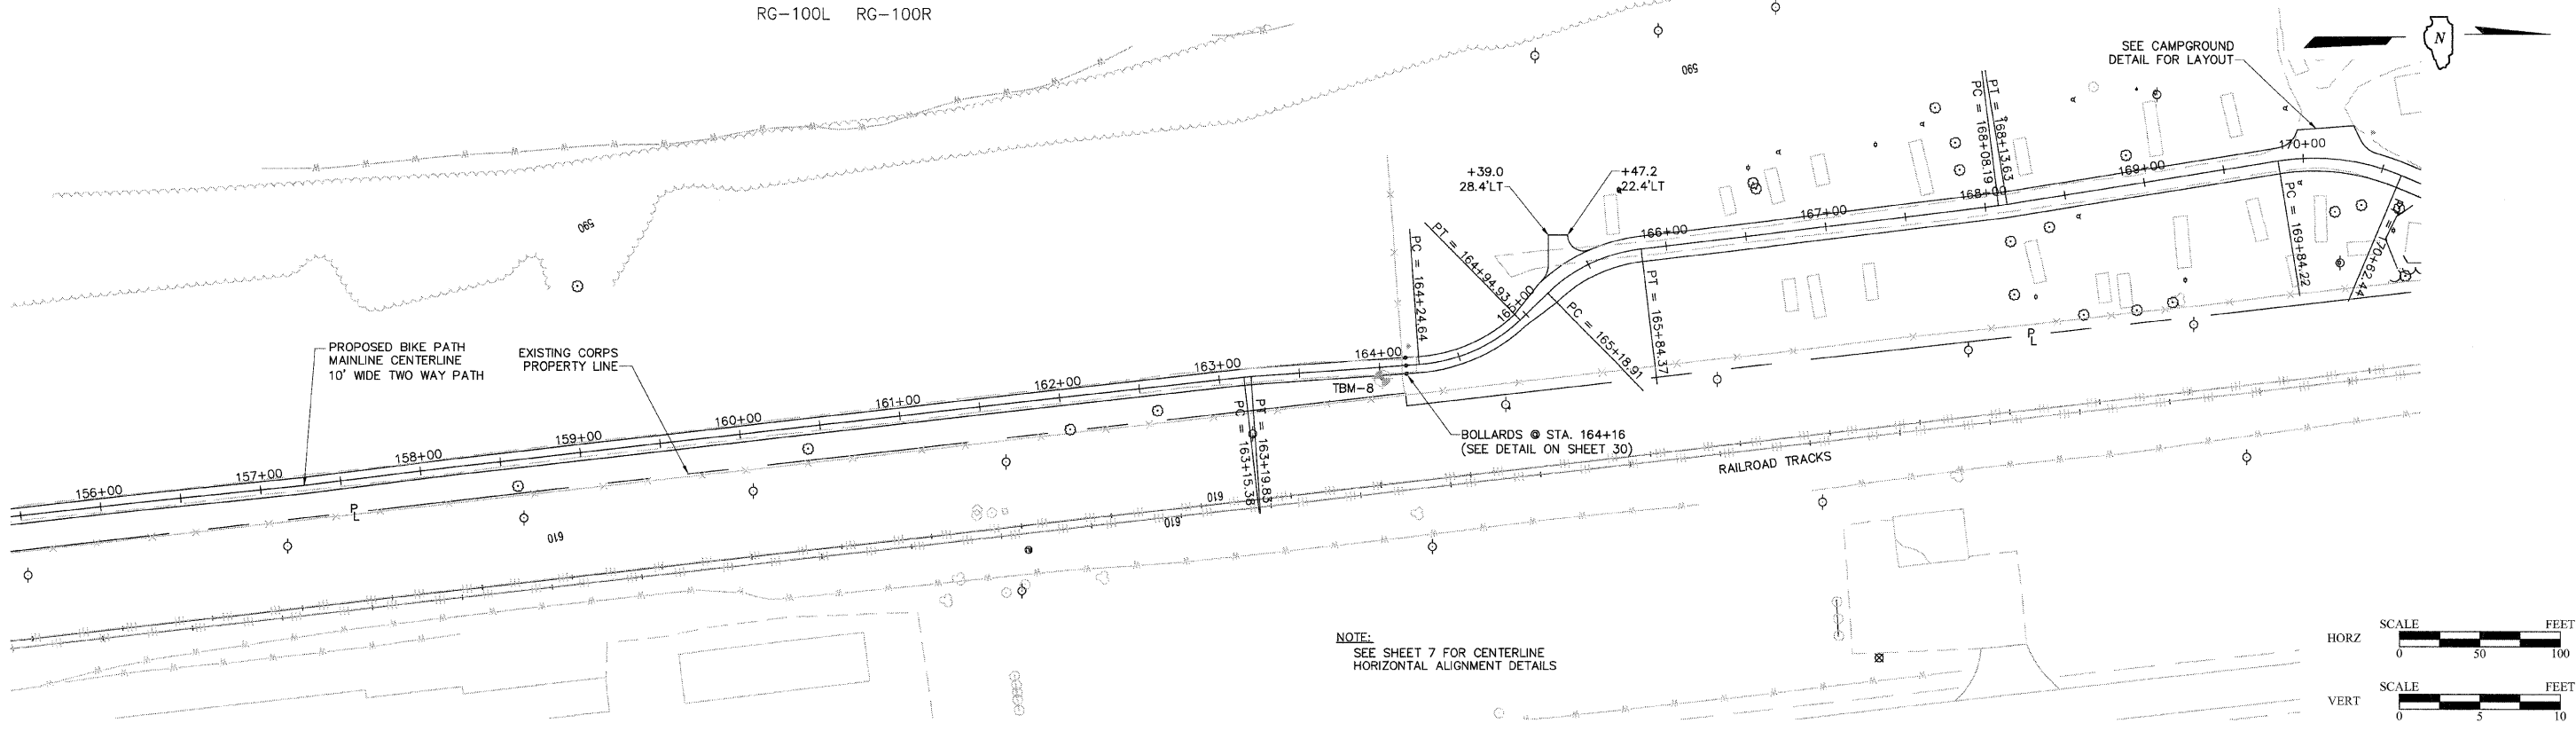 RG-100L RG-100R
N
SEE CAMPGROUND
DETAIL FOR LAYOUT
590
590
+39.0
28.4'LT
+47.2
22.4'LT
PC = 168+08.19
PT = 168+13.63
170+00
169+00
168+00
167+00
166+00
165+00
PC = 164+24.64
PT = 164+94.93
PC = 165+18.91
PT = 165+84.37
PC = 169+84.22
= 170+62.44
PROPOSED BIKE PATH
MAINLINE CENTERLINE
10' WIDE TWO WAY PATH
EXISTING CORPS
PROPERTY LINE
164+00
163+00
162+00
161+00
160+00
159+00
158+00
157+00
156+00
TBM-8
PC = 163+15.38
PT = 163+19.83
PL
PL
BOLLARDS @ STA. 164+16
(SEE DETAIL ON SHEET 30)
RAILROAD TRACKS
610
610
610
NOTE:
SEE SHEET 7 FOR CENTERLINE
HORIZONTAL ALIGNMENT DETAILS
SCALE FEET
HORZ
0 50 100
SCALE FEET
VERT
0 5 10